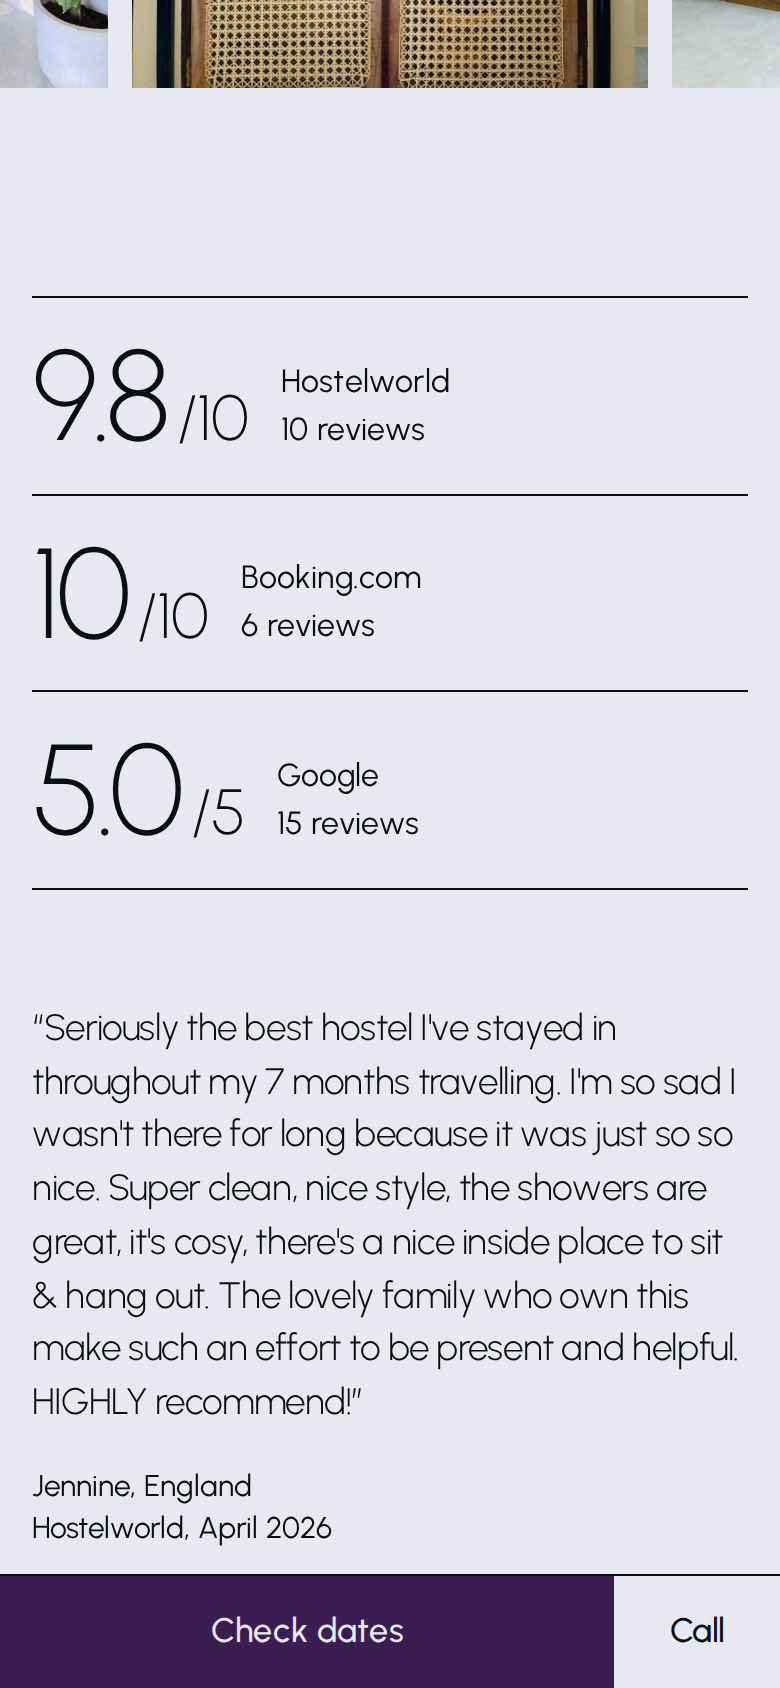 9.8/10
Hostelworld
10 reviews
10/10
Booking.com
6 reviews
5.0/5
Google
15 reviews
“Seriously the best hostel I've stayed in
throughout my 7 months travelling. I'm so sad I
wasn't there for long because it was just so so
nice. Super clean, nice style, the showers are
great, it's cosy, there's a nice inside place to sit
& hang out. The lovely family who own this
make such an effort to be present and helpful.
HIGHLY recommend!”
Jennine, England
Hostelworld, April 2026
Check dates
Call